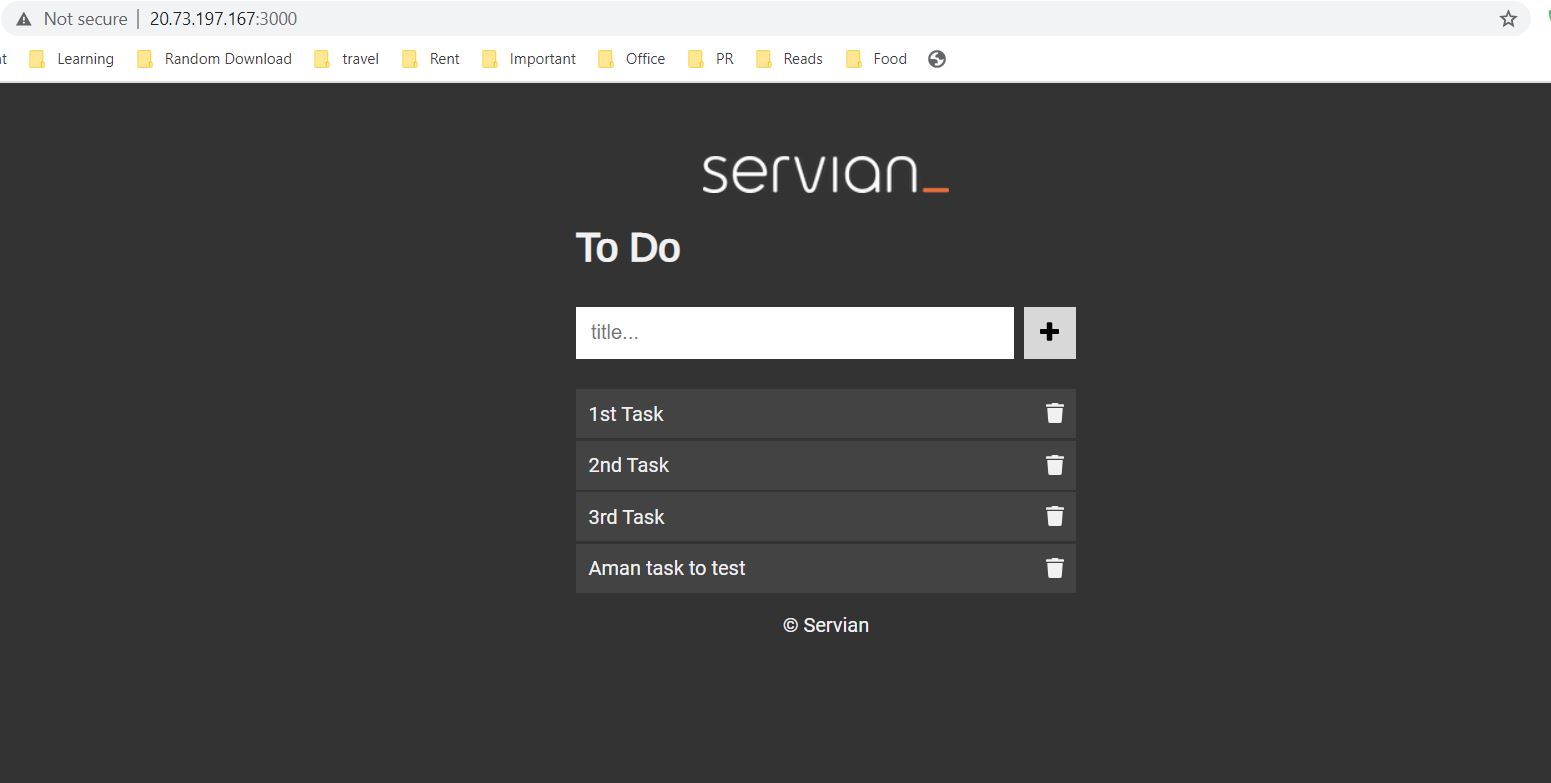 Not secure | 20.73.197.167:3000
t Learning Random Download travel Rent Important Office PR Reads Food
servian_
To Do
title...
1st Task
2nd Task
3rd Task
Aman task to test
© Servian